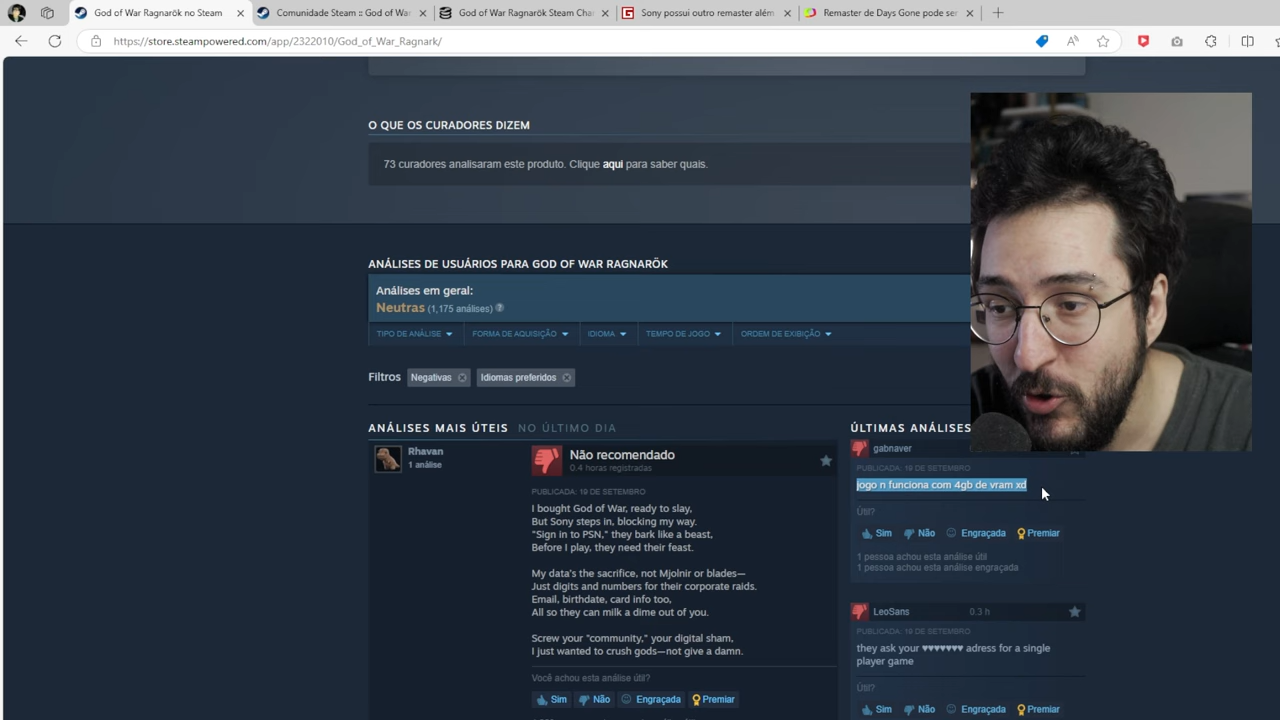 God of War Ragnarök no Steam
Comunidade Steam :: God of War
God of War Ragnarök Steam Char
Sony possui outro remaster além
Remaster de Days Gone pode ser
https://store.steampowered.com/app/2322010/God_of_War_Ragnark/
O QUE OS CURADORES DIZEM
73 curadores analisaram este produto. Clique aqui para saber quais.
ANÁLISES DE USUÁRIOS PARA GOD OF WAR RAGNARÖK
Análises em geral:
Neutras (1,175 análises)
TIPO DE ANÁLISE
FORMA DE AQUISIÇÃO
IDIOMA
TEMPO DE JOGO
ORDEM DE EXIBIÇÃO
Filtros
Negativas
Idiomas preferidos
ANÁLISES MAIS ÚTEIS NO ÚLTIMO DIA
Rhavan
1 análise
Não recomendado
0.4 horas registradas
PUBLICADA: 19 DE SETEMBRO
I bought God of War, ready to slay,
But Sony steps in, blocking my way.
"Sign in to PSN," they bark like a beast,
Before I play, they need their feast.
My data's the sacrifice, not Mjolnir or blades—
Just digits and numbers for their corporate raids.
Email, birthdate, card info too,
All so they can milk a dime out of you.
Screw your "community," your digital sham,
I just wanted to crush gods—not give a damn.
Você achou esta análise útil?
Sim Não Engraçada Premiar
ÚLTIMAS ANÁLISES
gabnaver
PUBLICADA: 19 DE SETEMBRO
jogo n funciona com 4gb de vram xd
Útil?
Sim Não Engraçada Premiar
1 pessoa achou esta análise útil
1 pessoa achou esta análise engraçada
LeoSans 0.3 h
PUBLICADA: 19 DE SETEMBRO
they ask your ♥♥♥♥♥♥♥ adress for a single
player game
Útil?
Sim Não Engraçada Premiar